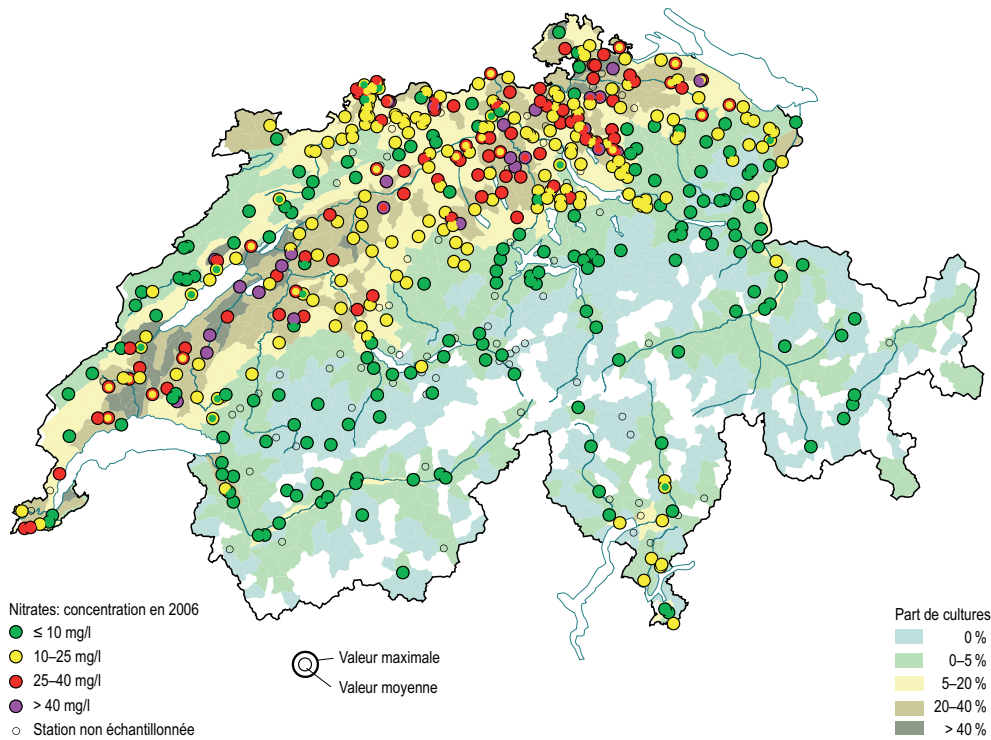 Nitrates: concentration en 2006
≤ 10 mg/l
10–25 mg/l
25–40 mg/l
> 40 mg/l
Station non échantillonnée
Valeur maximale
Valeur moyenne
Part de cultures
0 %
0–5 %
5–20 %
20–40 %
> 40 %